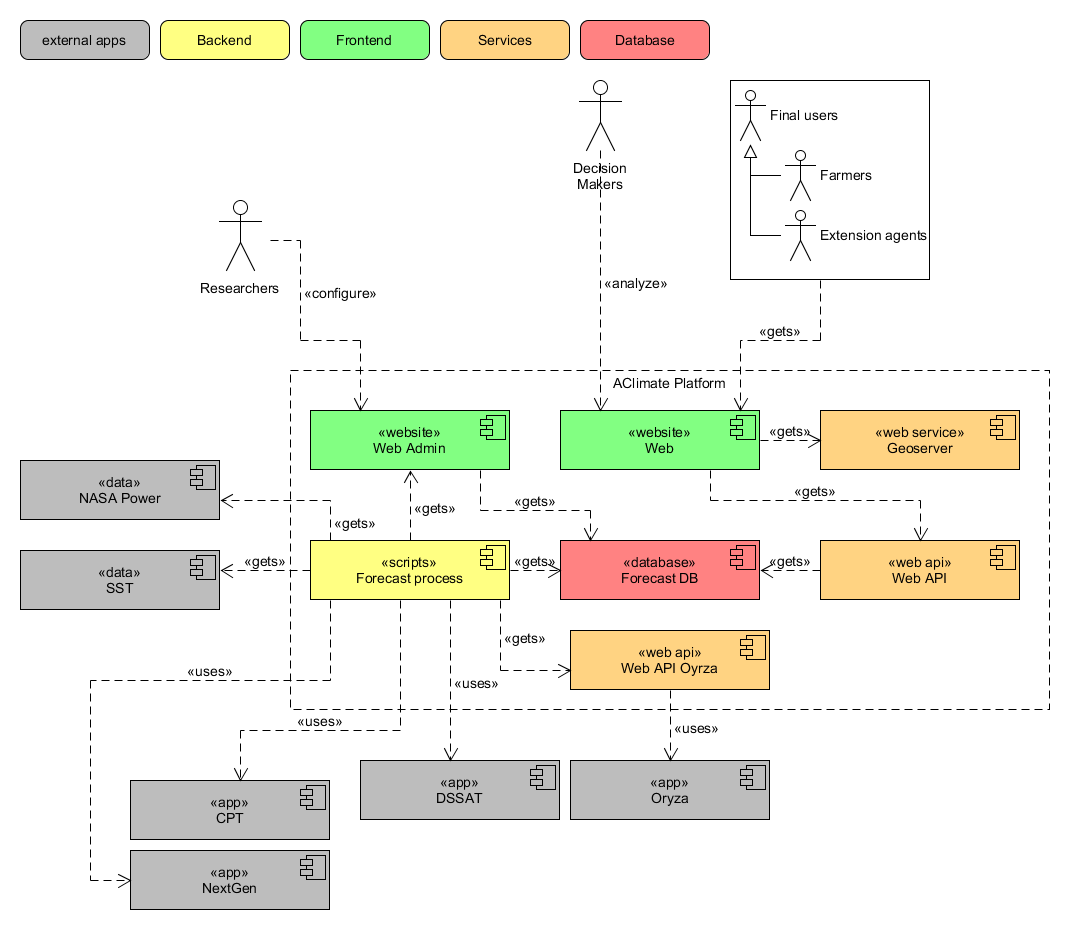 external apps
Backend
Frontend
Services
Database
Final users
Farmers
Extension agents
Decision
Makers
Researchers
«configure»
«analyze»
«gets»
AClimate Platform
«website»
Web Admin
«website»
Web
«gets»
«web service»
Geoserver
«data»
NASA Power
«gets»
«gets»
«gets»
«gets»
«data»
SST
«gets»
«scripts»
Forecast process
«gets»
«database»
Forecast DB
«gets»
«web api»
Web API
«gets»
«web api»
Web API Oyrza
«uses»
«uses»
«uses»
«uses»
«app»
DSSAT
«app»
Oryza
«app»
CPT
«app»
NextGen